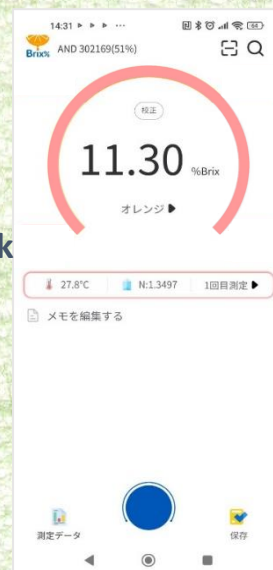 14:31
64
Brix%
AND 302169(51%)
校正
11.30 %Brix
オレンジ
k
27.8°C N:1.3497 1回目測定
メモを編集する
測定データ
保存